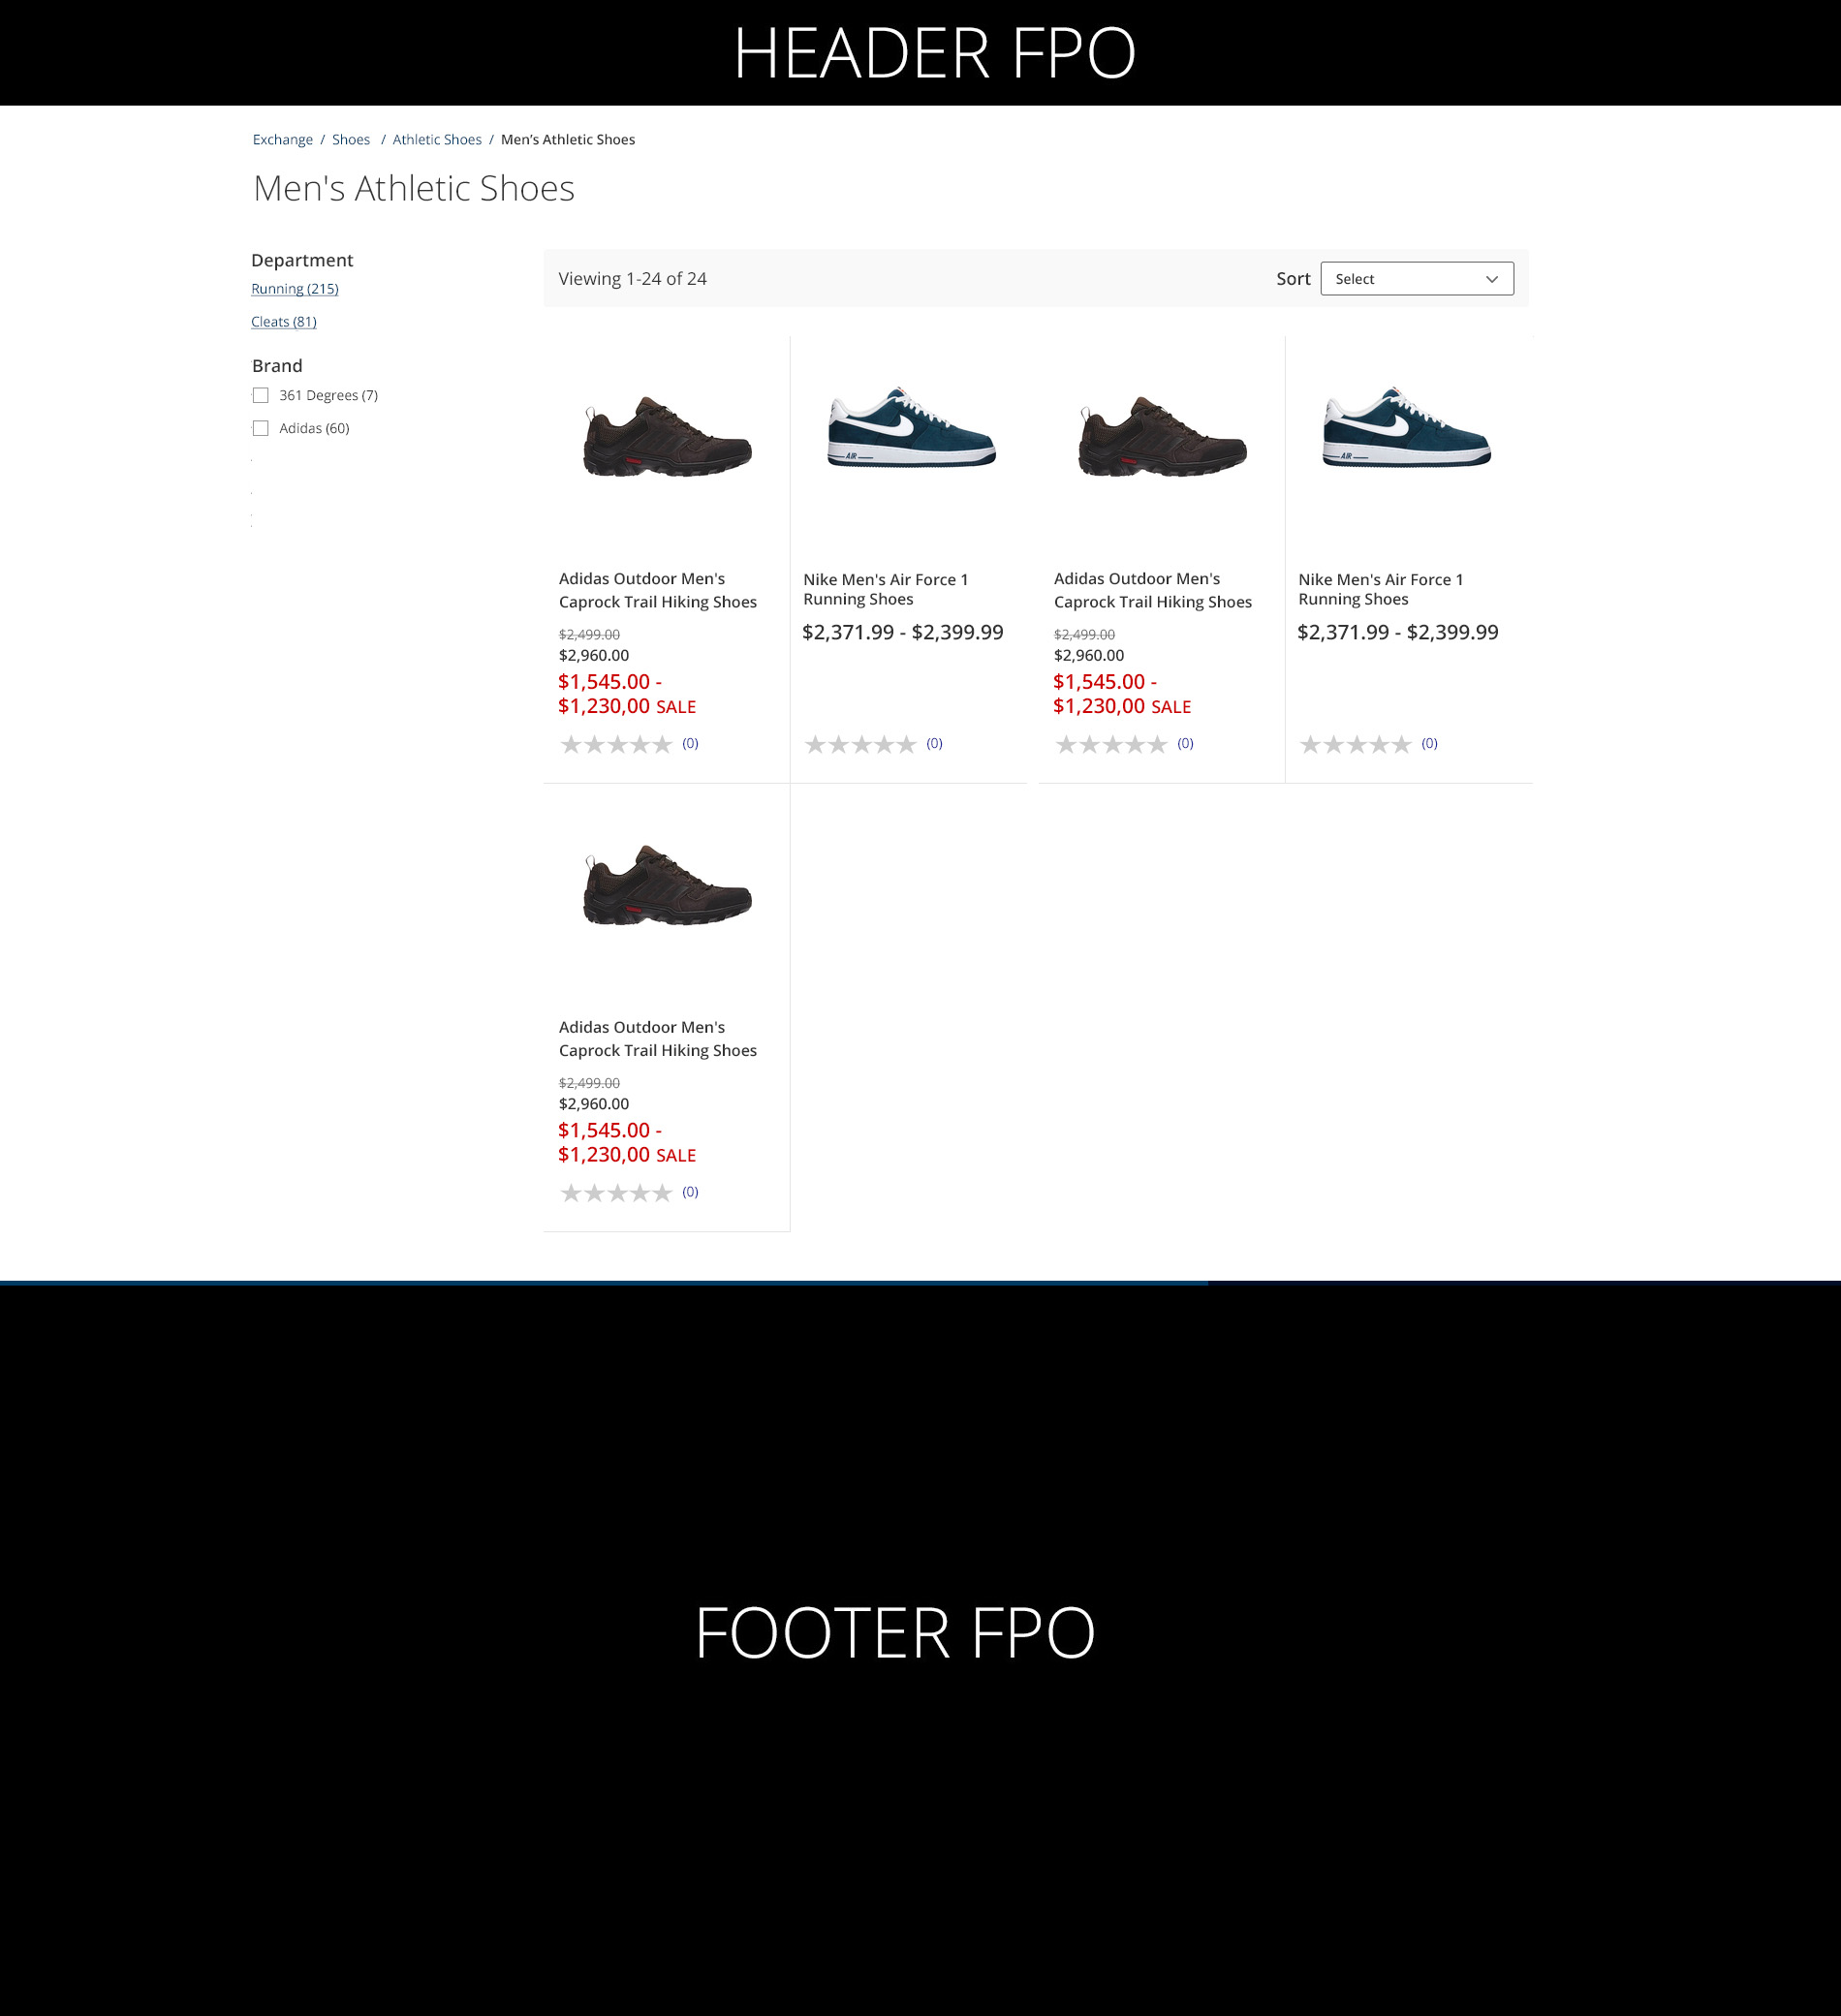 HEADER FPO
Exchange / Shoes / Athletic Shoes / Men’s Athletic Shoes
Men's Athletic Shoes
Department
Running (215)
Cleats (81)
Brand
361 Degrees (7)
Adidas (60)
Viewing 1-24 of 24
Sort Select
Adidas Outdoor Men's
Caprock Trail Hiking Shoes
$2,499.00
$2,960.00
$1,545.00 -
$1,230,00 SALE
(0)
AIR
Nike Men's Air Force 1
Running Shoes
$2,371.99 - $2,399.99
(0)
Adidas Outdoor Men's
Caprock Trail Hiking Shoes
$2,499.00
$2,960.00
$1,545.00 -
$1,230,00 SALE
(0)
AIR
Nike Men's Air Force 1
Running Shoes
$2,371.99 - $2,399.99
(0)
Adidas Outdoor Men's
Caprock Trail Hiking Shoes
$2,499.00
$2,960.00
$1,545.00 -
$1,230,00 SALE
(0)
FOOTER FPO